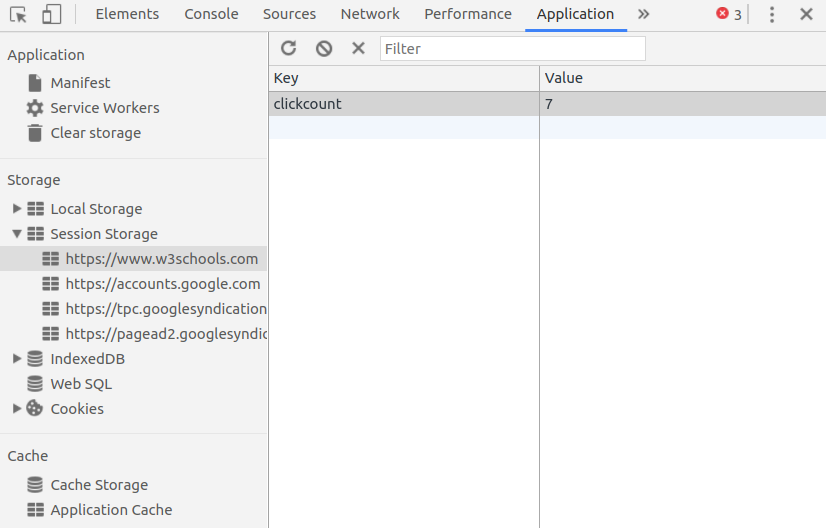 Elements Console Sources Network Performance Application » 3
Application
Manifest
Service Workers
Clear storage
Storage
Local Storage
Session Storage
https://www.w3schools.com
https://accounts.google.com
https://tpc.googlesyndication
https://pagead2.googlesyndic
IndexedDB
Web SQL
Cookies
Cache
Cache Storage
Application Cache
Filter
Key Value
clickcount 7